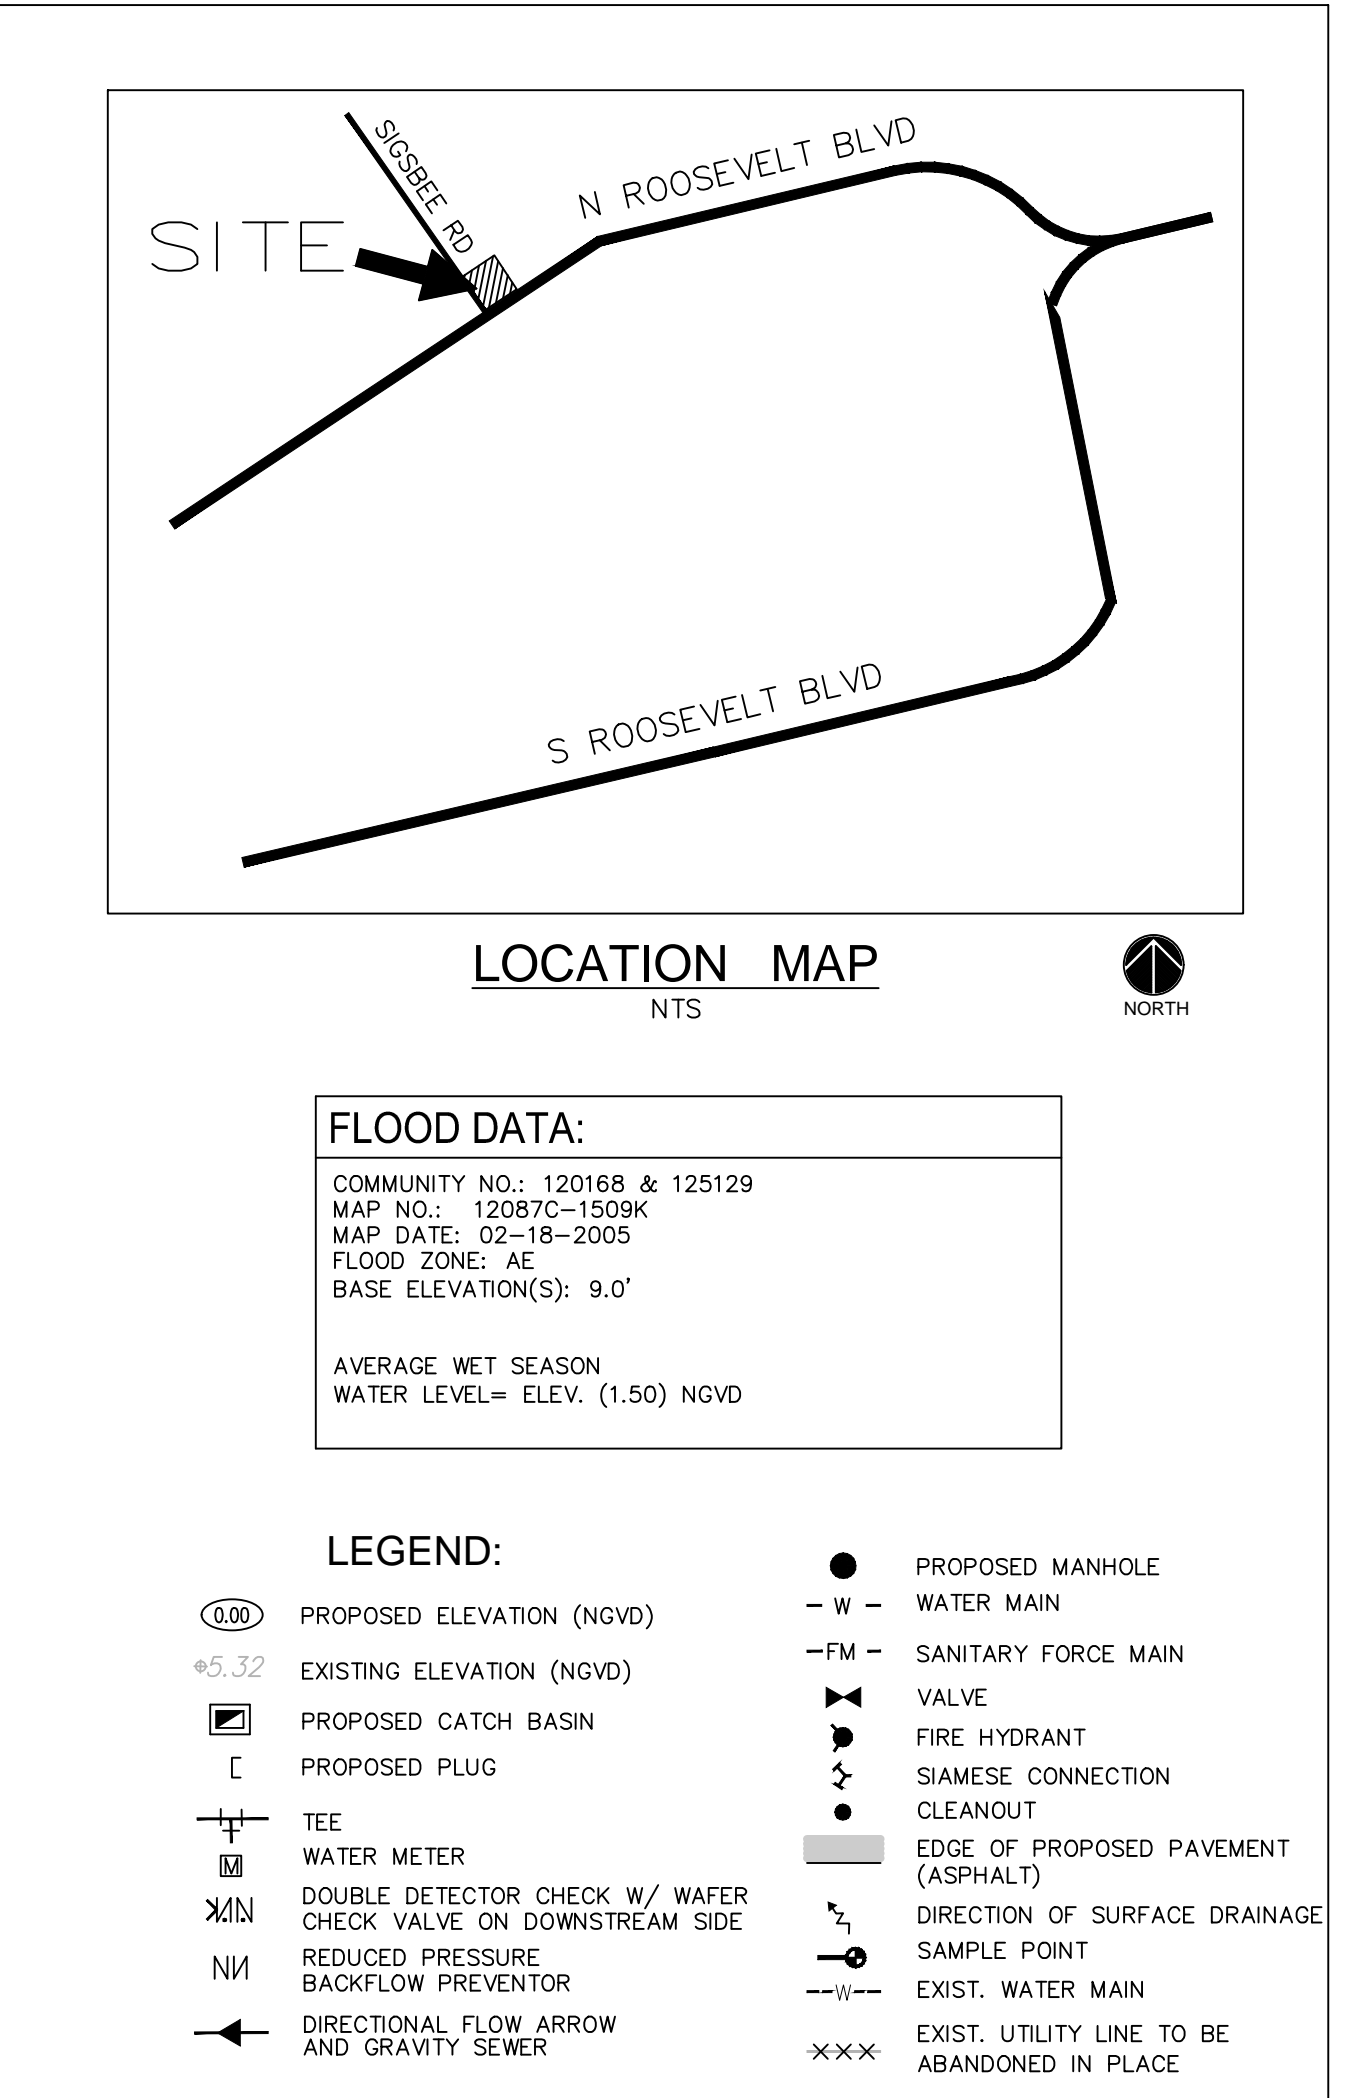 SIGSBEE RD
N ROOSEVELT BLVD
SITE
S ROOSEVELT BLVD
LOCATION MAP
NTS
NORTH
FLOOD DATA:
COMMUNITY NO.: 120168 & 125129
MAP NO.: 12087C-1509K
MAP DATE: 02-18-2005
FLOOD ZONE: AE
BASE ELEVATION(S): 9.0'
AVERAGE WET SEASON
WATER LEVEL= ELEV. (1.50) NGVD
LEGEND:
0.00 PROPOSED ELEVATION (NGVD)
5.32 EXISTING ELEVATION (NGVD)
PROPOSED CATCH BASIN
PROPOSED PLUG
TEE
M WATER METER
DOUBLE DETECTOR CHECK W/ WAFER
CHECK VALVE ON DOWNSTREAM SIDE
REDUCED PRESSURE
BACKFLOW PREVENTOR
DIRECTIONAL FLOW ARROW
AND GRAVITY SEWER
PROPOSED MANHOLE
W WATER MAIN
FM SANITARY FORCE MAIN
VALVE
FIRE HYDRANT
SIAMESE CONNECTION
CLEANOUT
EDGE OF PROPOSED PAVEMENT
(ASPHALT)
DIRECTION OF SURFACE DRAINAGE
SAMPLE POINT
W EXIST. WATER MAIN
EXIST. UTILITY LINE TO BE
ABANDONED IN PLACE